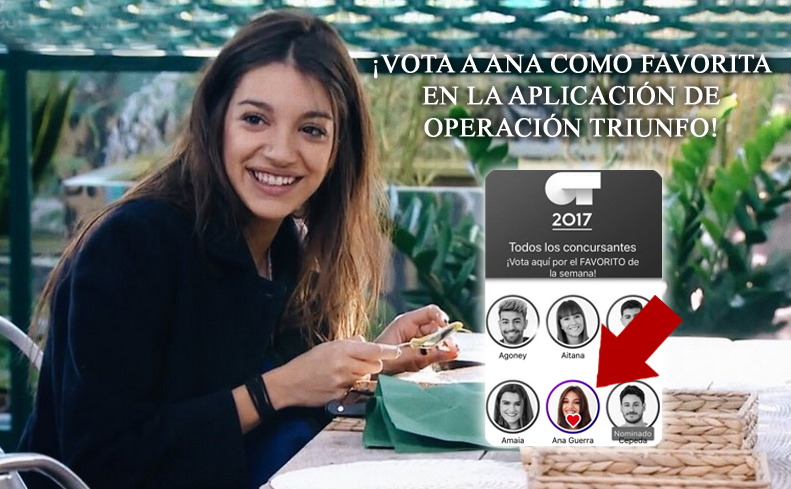 ¡VOTA A ANA COMO FAVORITA
EN LA APLICACIÓN DE
OPERACIÓN TRIUNFO!
OT
2017
Todos los concursantes
¡Vota aquí por el FAVORITO de
la semana!
Agoney
Aitana
Amaia
Ana Guerra
Nominado
Cepeda